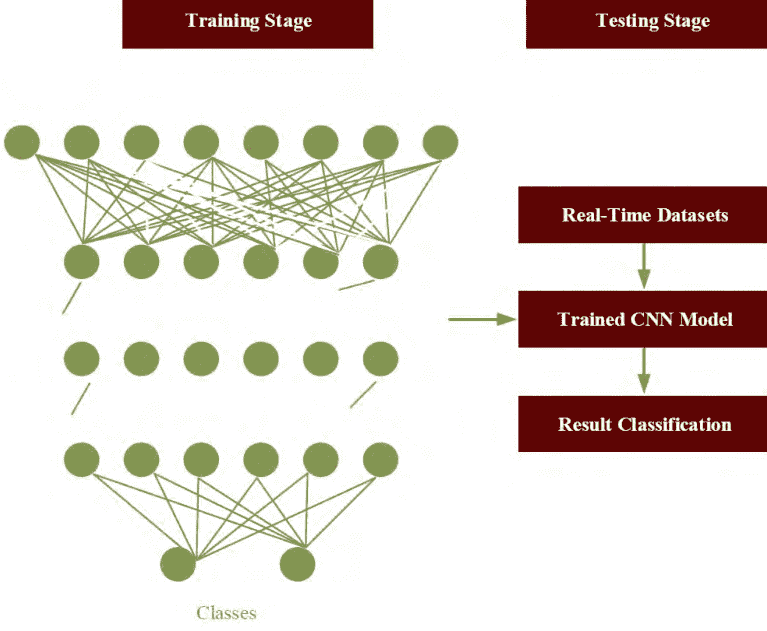 Training Stage
Testing Stage
Real-Time Datasets
Trained CNN Model
Result Classification
Classes